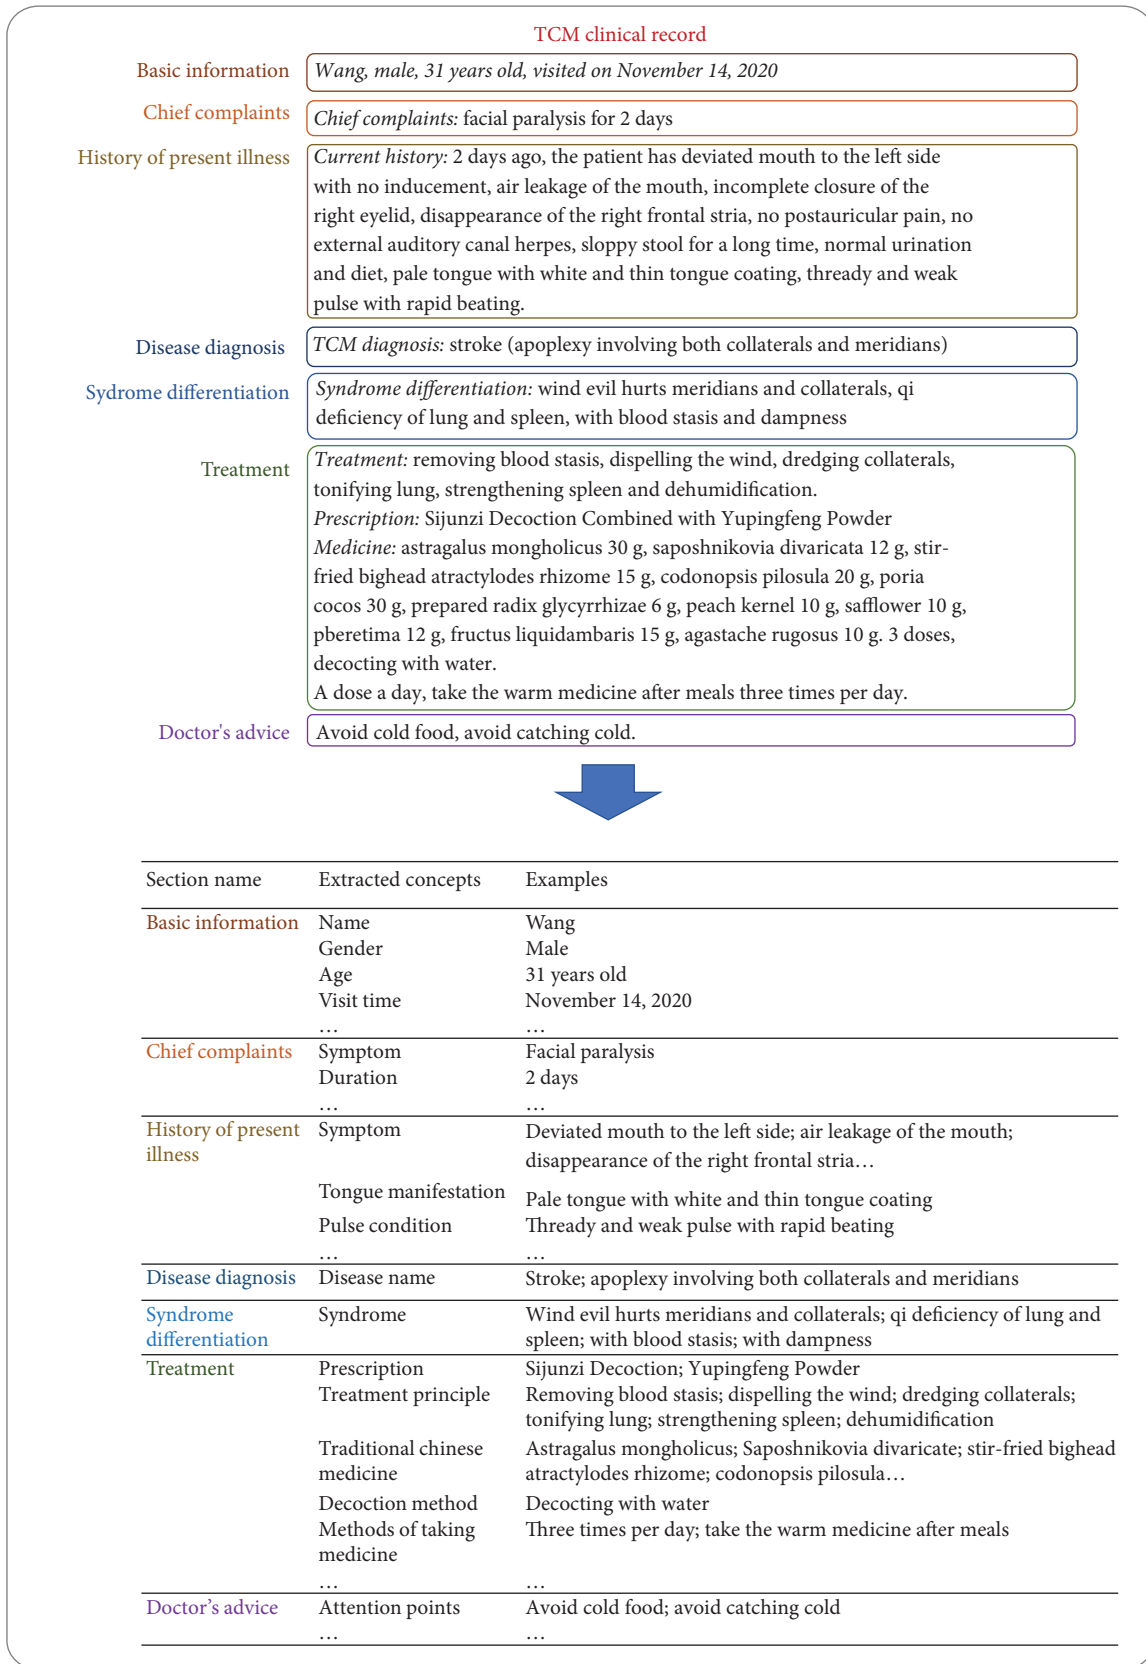 TCM clinical record
Basic information
Wang, male, 31 years old, visited on November 14, 2020
Chief complaints
Chief complaints: facial paralysis for 2 days
History of present illness
Current history: 2 days ago, the patient has deviated mouth to the left side
with no inducement, air leakage of the mouth, incomplete closure of the
right eyelid, disappearance of the right frontal stria, no postauricular pain, no
external auditory canal herpes, sloppy stool for a long time, normal urination
and diet, pale tongue with white and thin tongue coating, thready and weak
pulse with rapid beating.
Disease diagnosis
TCM diagnosis: stroke (apoplexy involving both collaterals and meridians)
Sydrome differentiation
Syndrome differentiation: wind evil hurts meridians and collaterals, qi
deficiency of lung and spleen, with blood stasis and dampness
Treatment
Treatment: removing blood stasis, dispelling the wind, dredging collaterals,
tonifying lung, strengthening spleen and dehumidification.
Prescription: Sijunzi Decoction Combined with Yupingfeng Powder
Medicine: astragalus mongholicus 30 g, saposhnikovia divaricata 12 g, stir-
fried bighead atractylodes rhizome 15 g, codonopsis pilosula 20 g, poria
cocos 30 g, prepared radix glycyrrhizae 6 g, peach kernel 10 g, safflower 10 g,
pberetima 12 g, fructus liquidambaris 15 g, agastache rugosus 10 g. 3 doses,
decocting with water.
A dose a day, take the warm medicine after meals three times per day.
Doctor's advice
Avoid cold food, avoid catching cold.
Section name Extracted concepts Examples
Basic information Name Wang
Gender Male
Age 31 years old
Visit time November 14, 2020
… …
Chief complaints Symptom Facial paralysis
Duration 2 days
… …
History of present Symptom Deviated mouth to the left side; air leakage of the mouth;
illness disappearance of the right frontal stria…
Tongue manifestation Pale tongue with white and thin tongue coating
Pulse condition Thready and weak pulse with rapid beating
… …
Disease diagnosis Disease name Stroke; apoplexy involving both collaterals and meridians
Syndrome Syndrome Wind evil hurts meridians and collaterals; qi deficiency of lung and
differentiation spleen; with blood stasis; with dampness
Treatment Prescription Sijunzi Decoction; Yupingfeng Powder
Treatment principle Removing blood stasis; dispelling the wind; dredging collaterals;
tonifying lung; strengthening spleen; dehumidification
Traditional chinese Astragalus mongholicus; Saposhnikovia divaricate; stir-fried bighead
medicine atractylodes rhizome; codonopsis pilosula…
Decoction method Decocting with water
Methods of taking Three times per day; take the warm medicine after meals
medicine
… …
Doctor's advice Attention points Avoid cold food; avoid catching cold
… …